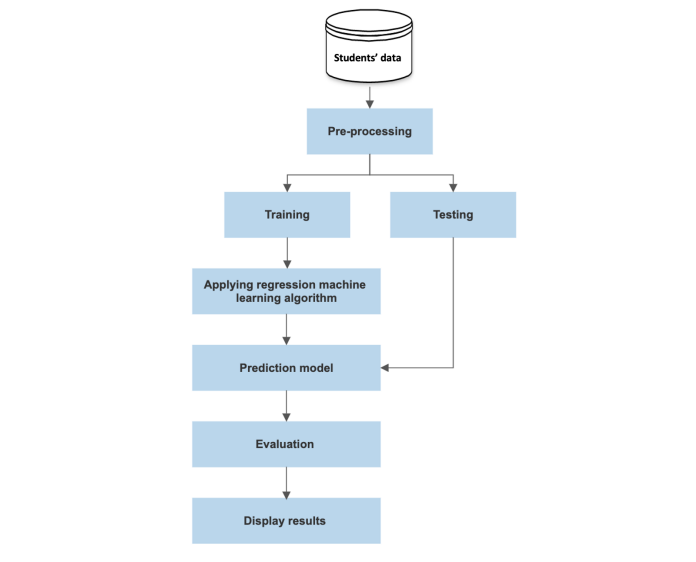 Students’ data
Pre-processing
Training
Testing
Applying regression machine
learning algorithm
Prediction model
Evaluation
Display results